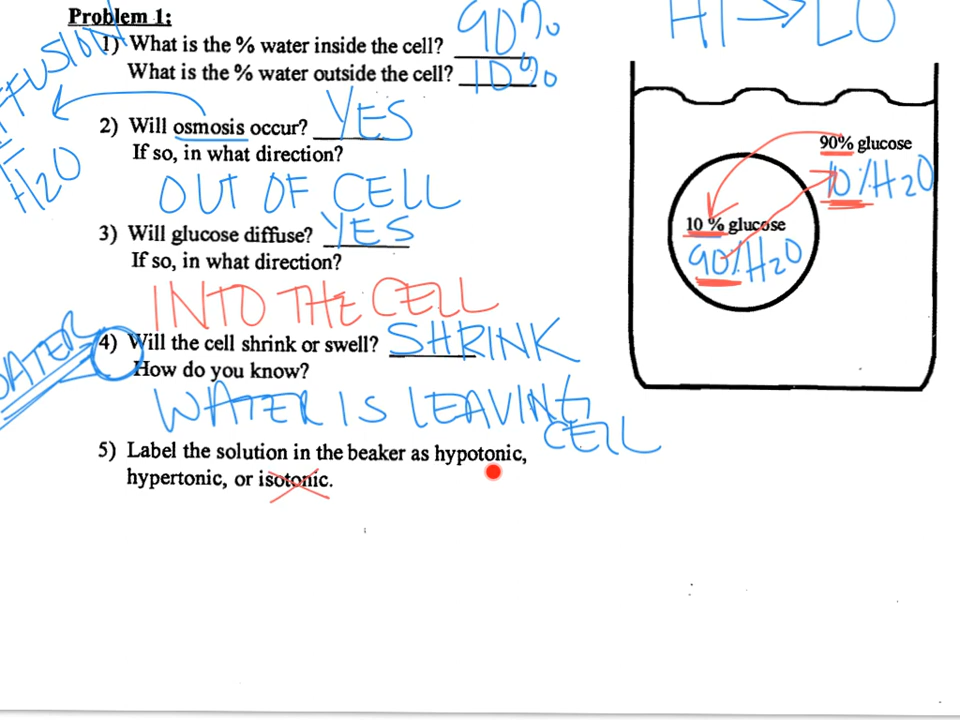 Problem 1:
1) What is the % water inside the cell? 90%
What is the % water outside the cell? 10%
2) Will osmosis occur? YES
If so, in what direction?
OUT OF CELL
3) Will glucose diffuse? YES
If so, in what direction?
INTO THE CELL
4) Will the cell shrink or swell? SHRINK
How do you know?
WATER IS LEAVING
CELL
5) Label the solution in the beaker as hypotonic,
hypertonic, or isotonic.
H2O
HI → LO
90% glucose
10% H2O
10 % glucose
90% H2O